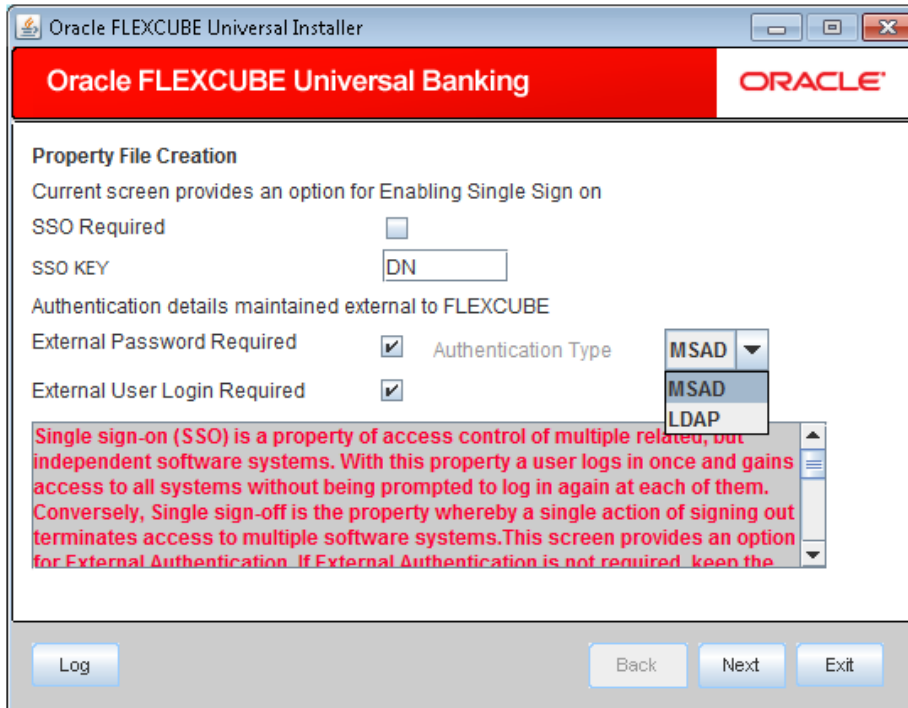 Oracle FLEXCUBE Universal Installer
Oracle FLEXCUBE Universal Banking
ORACLE
Property File Creation
Current screen provides an option for Enabling Single Sign on
SSO Required
SSO KEY DN
Authentication details maintained external to FLEXCUBE
External Password Required Authentication Type MSAD
External User Login Required MSAD
LDAP
Single sign-on (SSO) is a property of access control of multiple related, but
independent software systems. With this property a user logs in once and gains
access to all systems without being prompted to log in again at each of them.
Conversely, Single sign-off is the property whereby a single action of signing out
terminates access to multiple software systems.This screen provides an option
for External Authentication. If External Authentication is not required, keep the
Log Back Next Exit